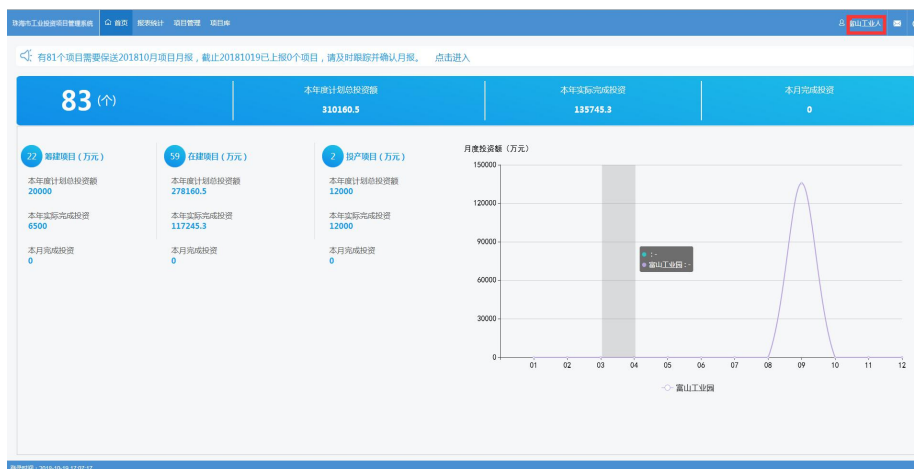 珠海市工业投资项目管理系统 首页 报表统计 项目管理 项目库 富山工业人
有81个项目需要保送201810月项目月报，截止20181019已上报0个项目，请及时跟踪并确认月报。 点击进入
83 (个)
本年度计划总投资额 本年实际完成投资 本月完成投资
310160.5 135745.3 0
22 筹建项目 (万元) 59 在建项目 (万元) 2 投产项目 (万元)
本年度计划总投资额 本年度计划总投资额 本年度计划总投资额
20000 278160.5 12000
本年实际完成投资 本年实际完成投资 本年实际完成投资
6500 117245.3 12000
本月完成投资 本月完成投资 本月完成投资
0 0 0
月度投资额 (万元)
150000
120000
90000
60000
30000
0
: -
富山工业园 : -
01 02 03 04 05 06 07 08 09 10 11 12
富山工业园